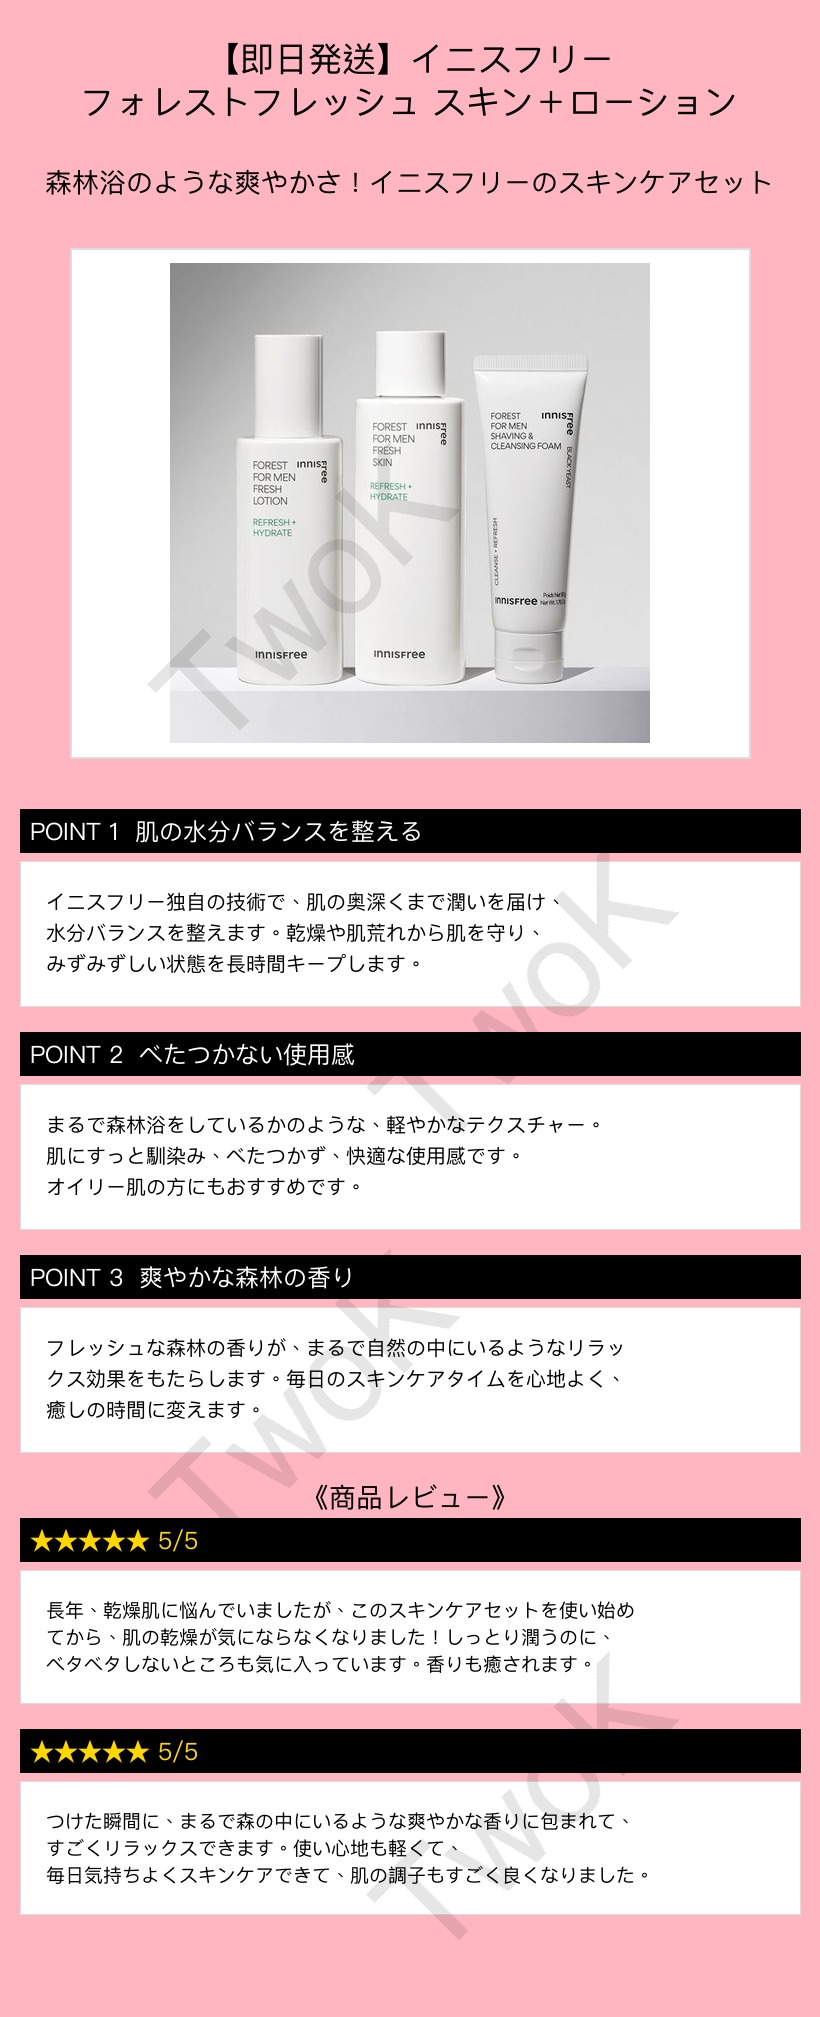 【即日発送】イニスフリー
フォレストフレッシュ スキン＋ローション
森林浴のような爽やかさ！イニスフリーのスキンケアセット
FOREST
FOR MEN
FRESH
LOTION
innisfree
REFRESH +
HYDRATE
innisfree
FOREST
FOR MEN
FRESH
SKIN
innisfree
REFRESH +
HYDRATE
innisfree
FOREST
FOR MEN
SHAVING &
CLEANSING FOAM
innisfree
BLACK YEAST
CLEANSE + REFRESH
innisfree
Poids Net
Net Wt.
TwoK
POINT 1 肌の水分バランスを整える
イニスフリー独自の技術で、肌の奥深くまで潤いを届け、
水分バランスを整えます。乾燥や肌荒れから肌を守り、
みずみずしい状態を長時間キープします。
TwoK
POINT 2 べたつかない使用感
まるで森林浴をしているかのような、軽やかなテクスチャー。
肌にすっと馴染み、べたつかず、快適な使用感です。
オイリー肌の方にもおすすめです。
POINT 3 爽やかな森林の香り
フレッシュな森林の香りが、まるで自然の中にいるようなリラッ
クス効果をもたらします。毎日のスキンケアタイムを心地よく、
癒しの時間に変えます。
TwoK
《商品レビュー》
★★★★★ 5/5
長年、乾燥肌に悩んでいましたが、このスキンケアセットを使い始め
てから、肌の乾燥が気にならなくなりました！しっとり潤うのに、
ベタベタしないところも気に入っています。香りも癒されます。
★★★★★ 5/5
つけた瞬間に、まるで森の中にいるような爽やかな香りに包まれて、
すごくリラックスできます。使い心地も軽くて、
毎日気持ちよくスキンケアできて、肌の調子もすごく良くなりました。
TwoK